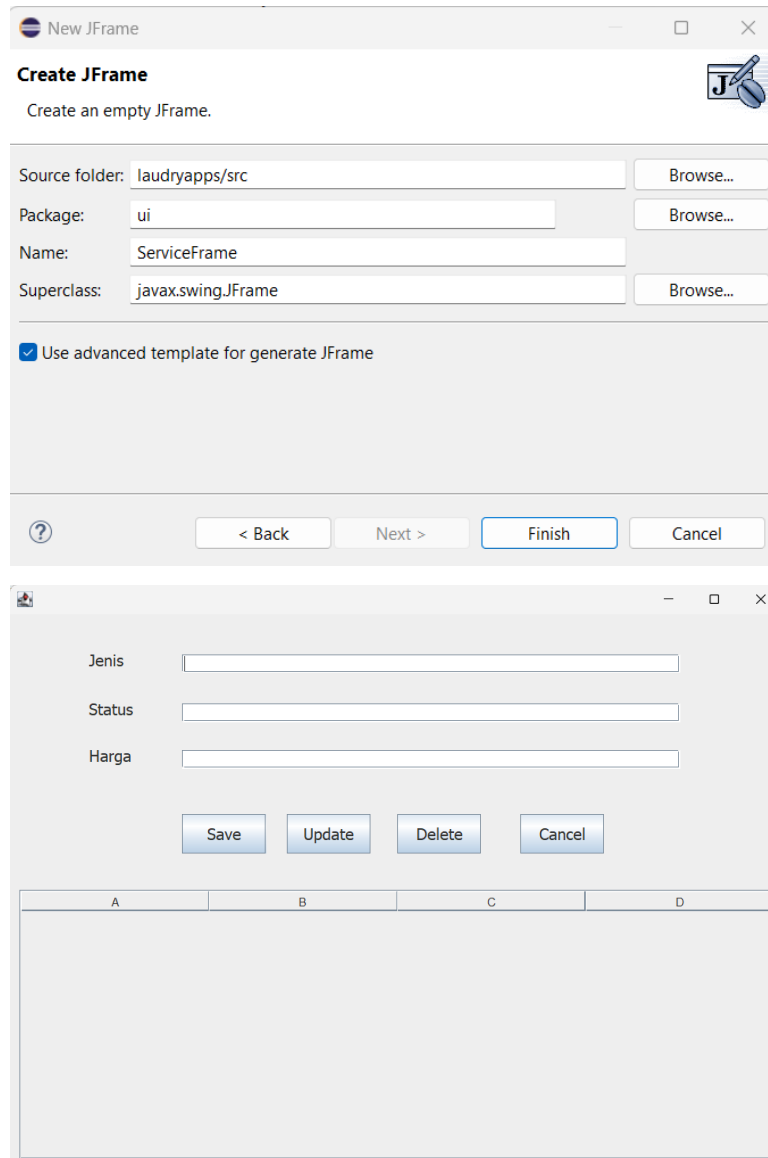 New JFrame
Create JFrame
Create an empty JFrame.
J
Source folder: laudryapps/src Browse...
Package: ui Browse...
Name: ServiceFrame
Superclass: javax.swing.JFrame Browse...
Use advanced template for generate JFrame
? < Back Next > Finish Cancel
Jenis
Status
Harga
Save Update Delete Cancel
A B C D